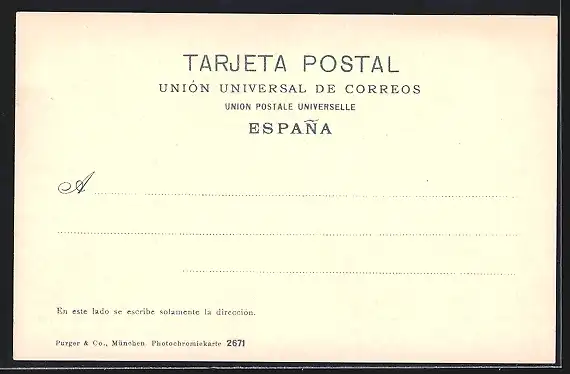 TARJETA POSTAL
UNIÓN UNIVERSAL DE CORREOS
UNION POSTALE UNIVERSELLE
ESPAÑA
A
En este lado se escribe solamente la dirección.
Purger & Co., München. Photochromiekarte 2671